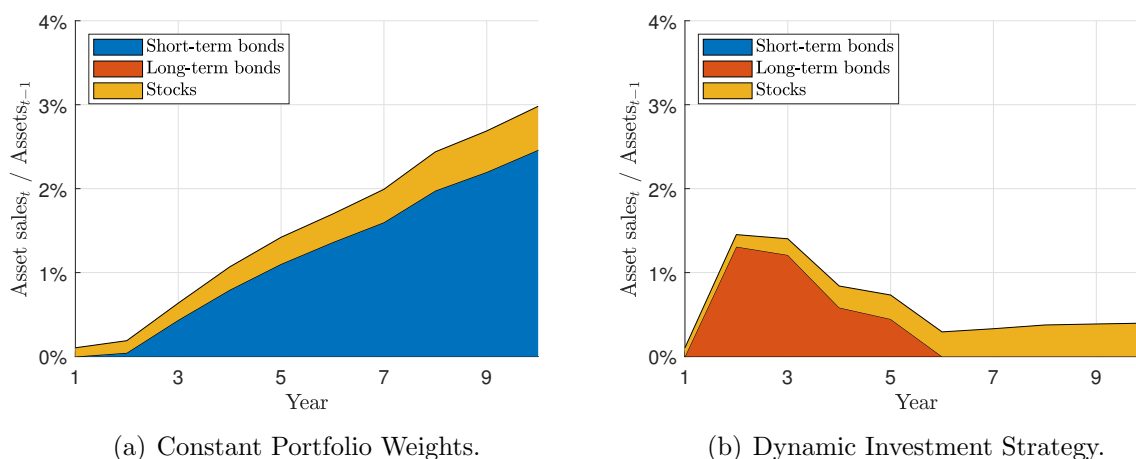 4%
3%
2%
1%
0%
Asset sales_t / Assets_{t−1}
Short-term bonds
Long-term bonds
Stocks
1 3 5 7 9
Year
(a) Constant Portfolio Weights.
4%
3%
2%
1%
0%
Asset sales_t / Assets_{t−1}
Short-term bonds
Long-term bonds
Stocks
1 3 5 7 9
Year
(b) Dynamic Investment Strategy.